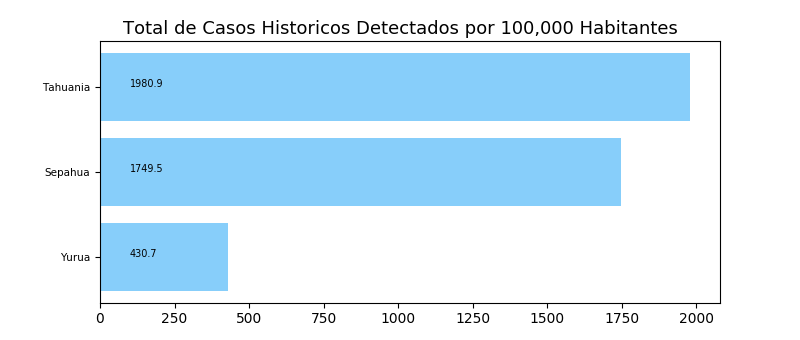 Total de Casos Historicos Detectados por 100,000 Habitantes
Tahuania
1980.9
Sepahua
1749.5
Yurua
430.7
0 250 500 750 1000 1250 1500 1750 2000